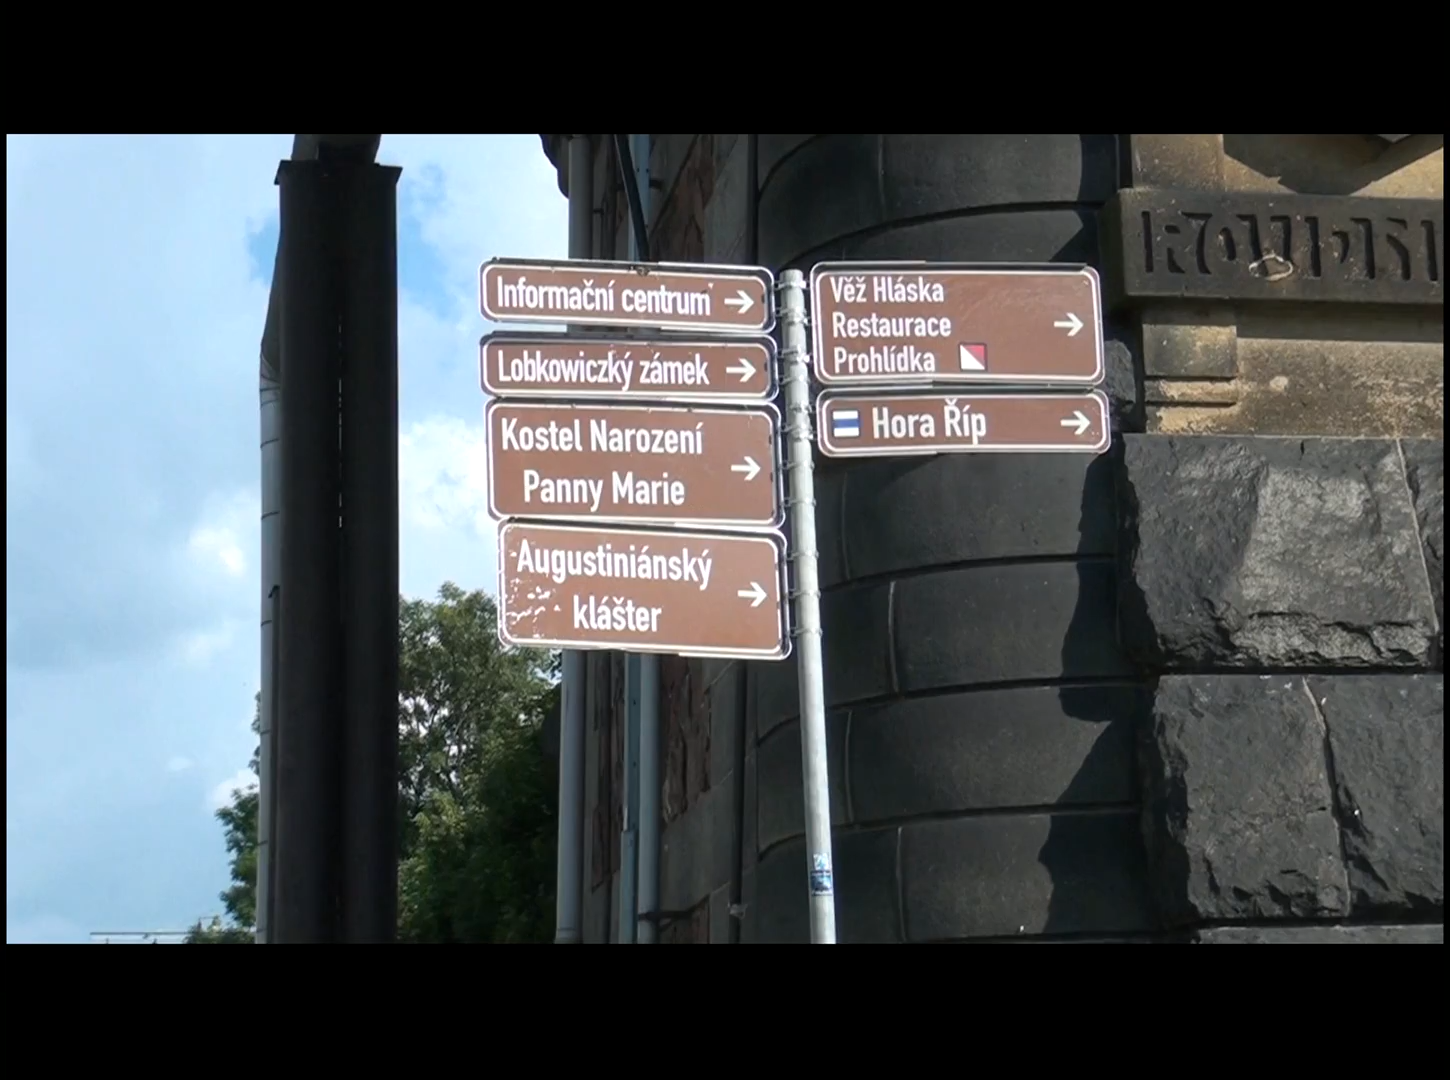 Informační centrum
Lobkowiczký zámek
Kostel Narození
Panny Marie
Augustiniánský
klášter
Věž Hláska
Restaurace
Prohlídka
Hora Říp